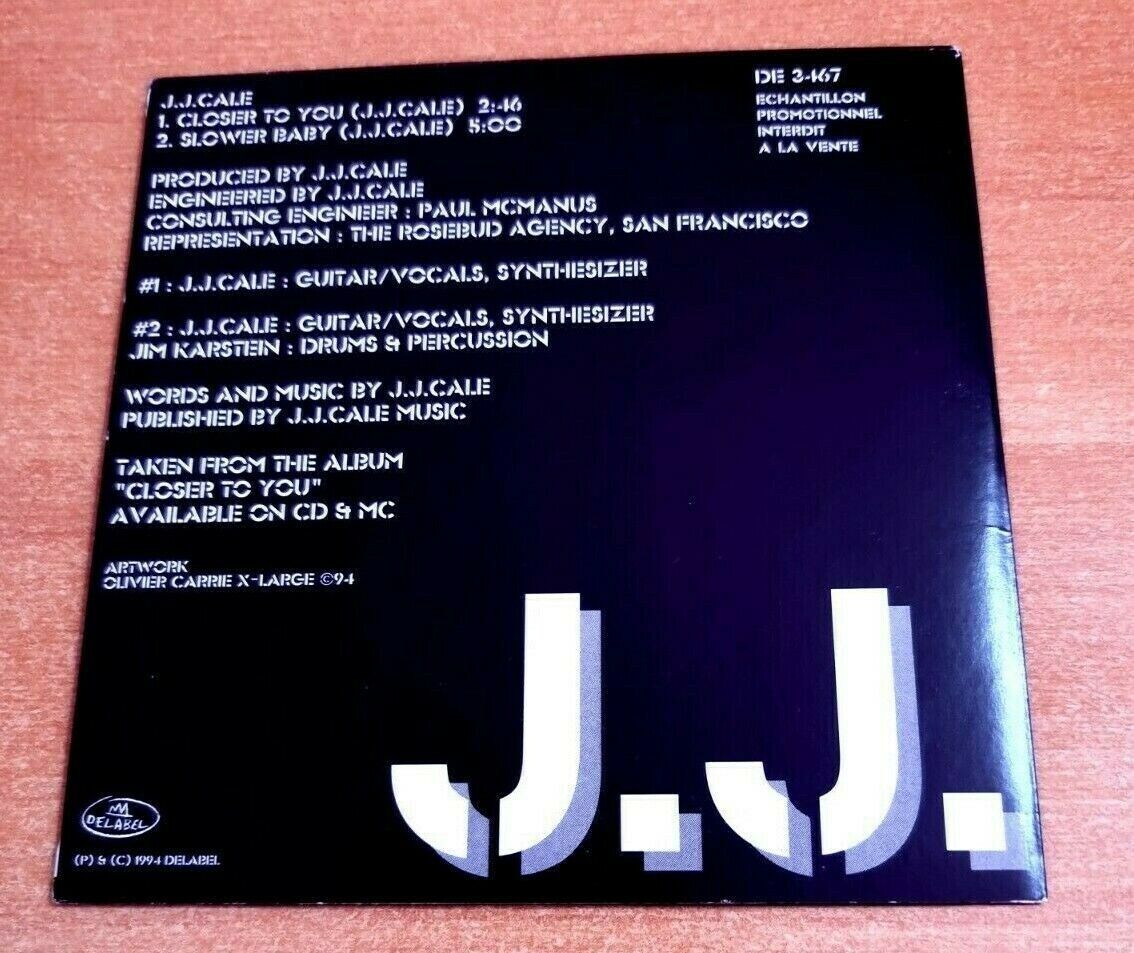 J.J.CALE
1. CLOSER TO YOU (J.J.CALE) 2:46
2. SLOWER BABY (J.J.CALE) 5:00
DE 3467
ECHANTILLON
PROMOTIONNEL
INTERDIT
A LA VENTE
PRODUCED BY J.J.CALE
ENGINEERED BY J.J.CALE
CONSULTING ENGINEER : PAUL MCMANUS
REPRESENTATION : THE ROSEBUD AGENCY, SAN FRANCISCO
#1 : J.J.CALE : GUITAR/VOCALS, SYNTHESIZER
#2 : J.J.CALE : GUITAR/VOCALS, SYNTHESIZER
JIM KARSTEIN : DRUMS & PERCUSSION
WORDS AND MUSIC BY J.J.CALE
PUBLISHED BY J.J.CALE MUSIC
TAKEN FROM THE ALBUM
"CLOSER TO YOU"
AVAILABLE ON CD & MC
ARTWORK
OLIVIER CARRIE X-LARGE ©94
J.J.
DELABEL
(P) & (C) 1994 DELABEL